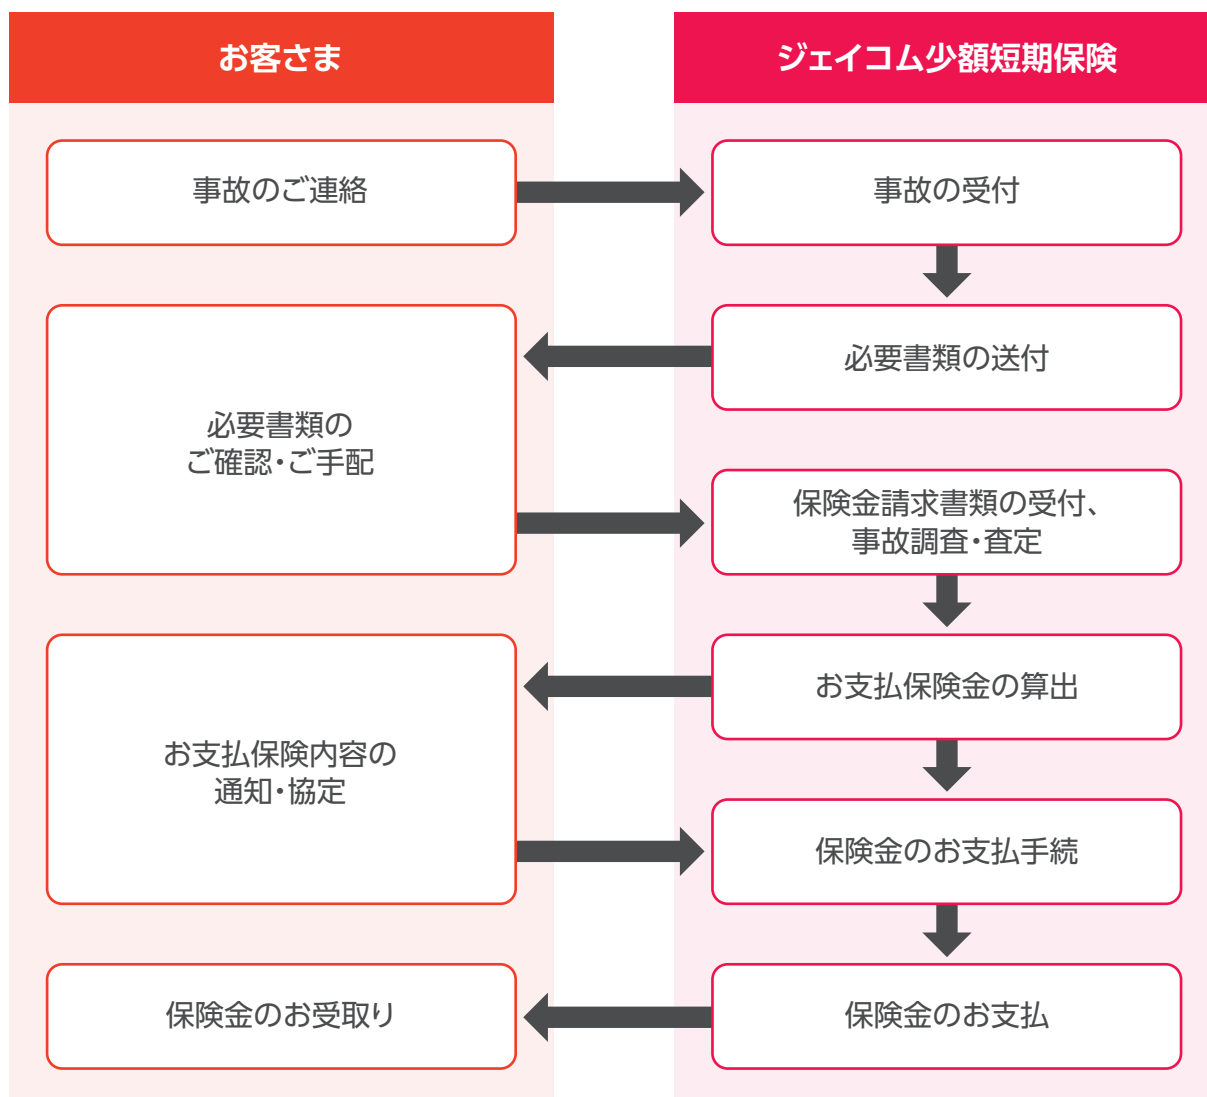 お客さま
ジェイコム少額短期保険
事故のご連絡
事故の受付
必要書類の送付
必要書類の
ご確認・ご手配
保険金請求書類の受付、
事故調査・査定
お支払保険金の算出
お支払保険内容の
通知・協定
保険金のお支払手続
保険金のお受取り
保険金のお支払